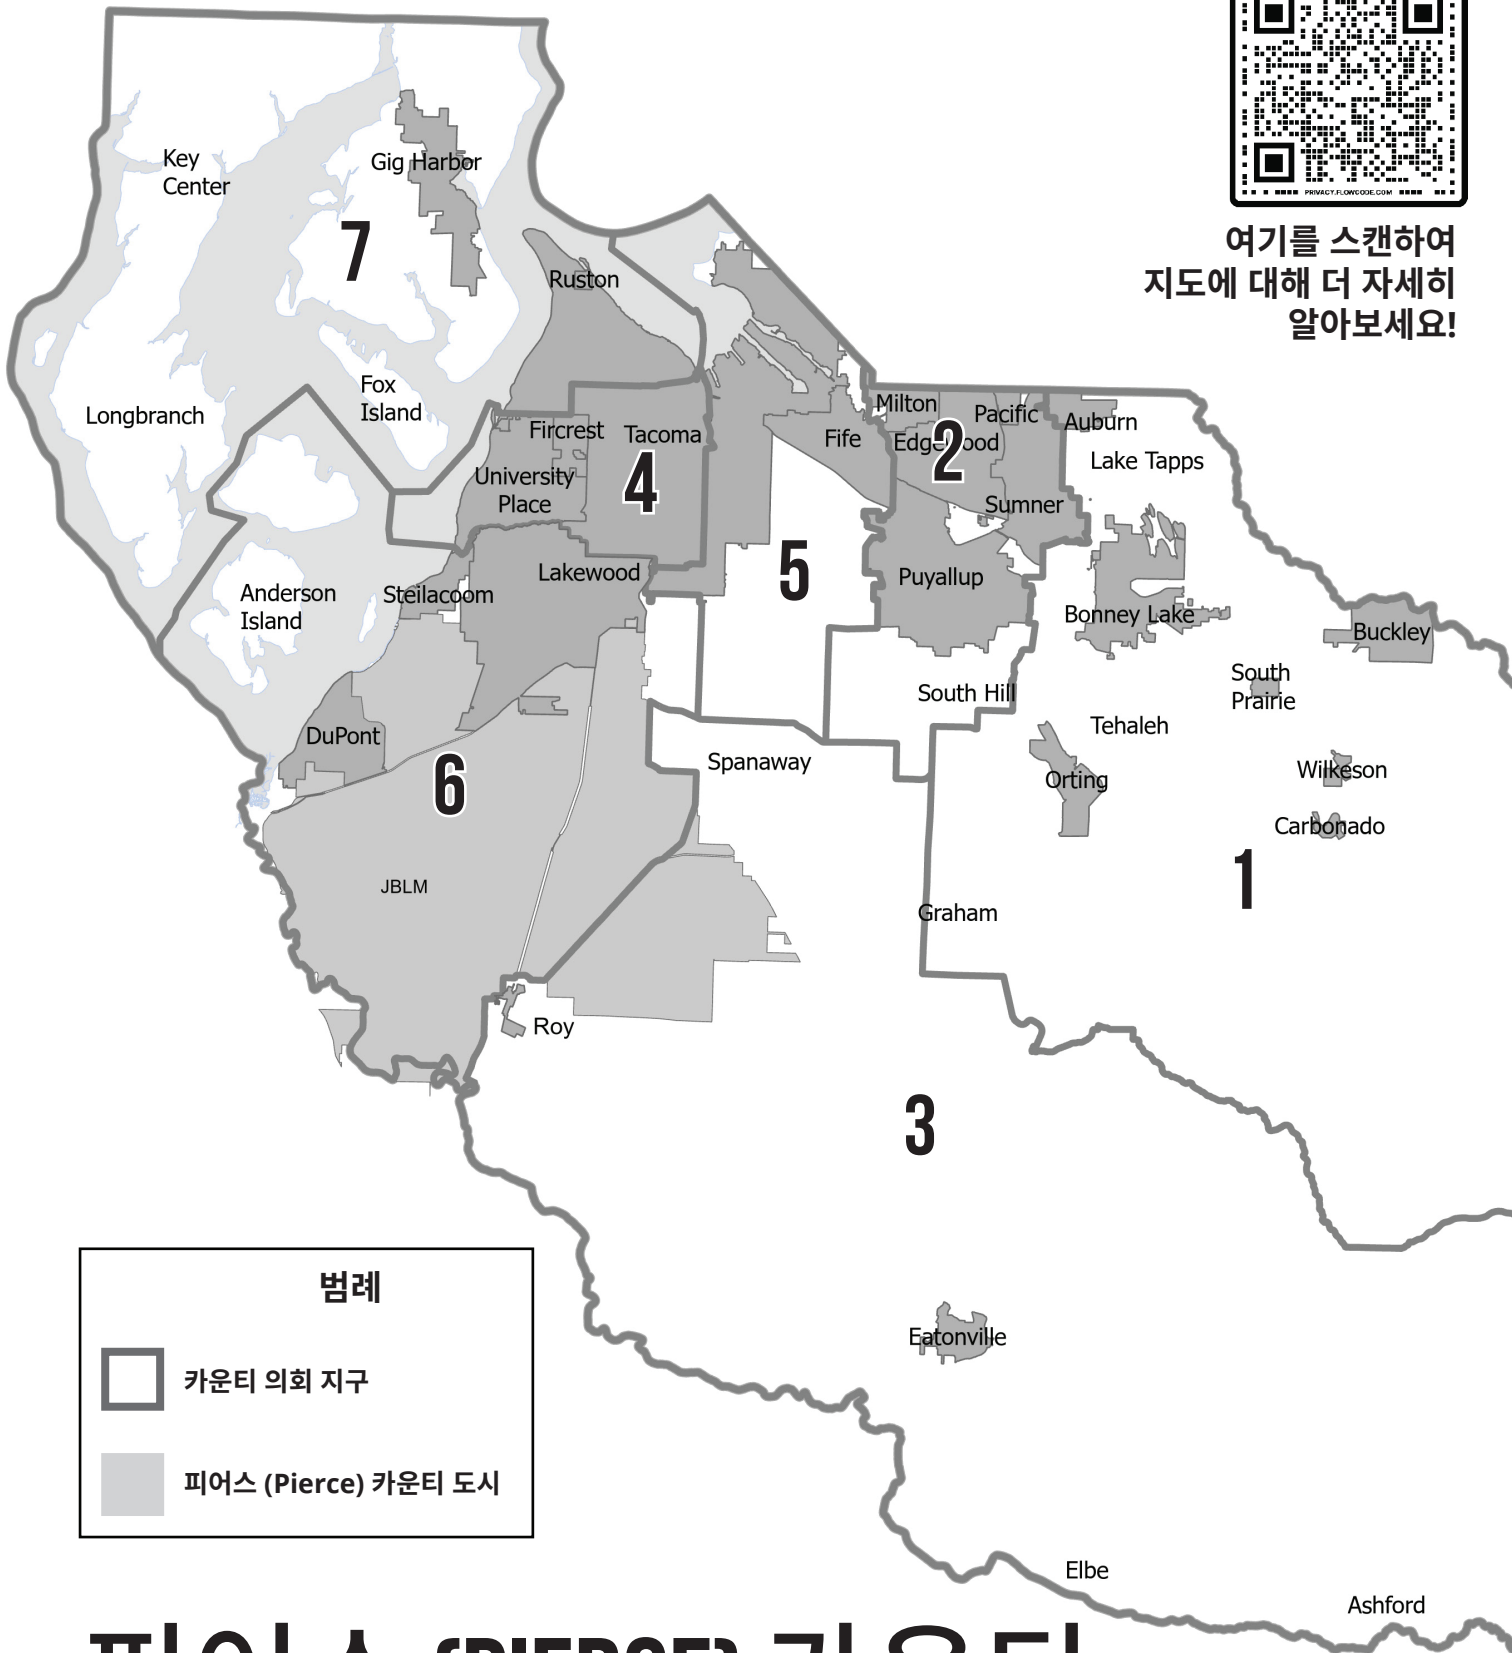 PRIVACY.FLOWCODE.COM
여기를 스캔하여
지도에 대해 더 자세히
알아보세요!
Key
Center
Gig Harbor
7
Ruston
Fox
Island
Longbranch
Fircrest
Tacoma
University
Place
4
Milton
Pacific
Auburn
Fife
Edgewood
2
Lake Tapps
Sumner
5
Lakewood
Puyallup
Anderson
Island
Steilacoom
Bonney Lake
Buckley
South
Prairie
South Hill
Tehaleh
DuPont
6
Spanaway
Orting
Wilkeson
Carbonado
1
JBLM
Graham
Roy
3
Eatonville
Elbe
Ashford
범례
카운티 의회 지구
피어스 (Pierce) 카운티 도시